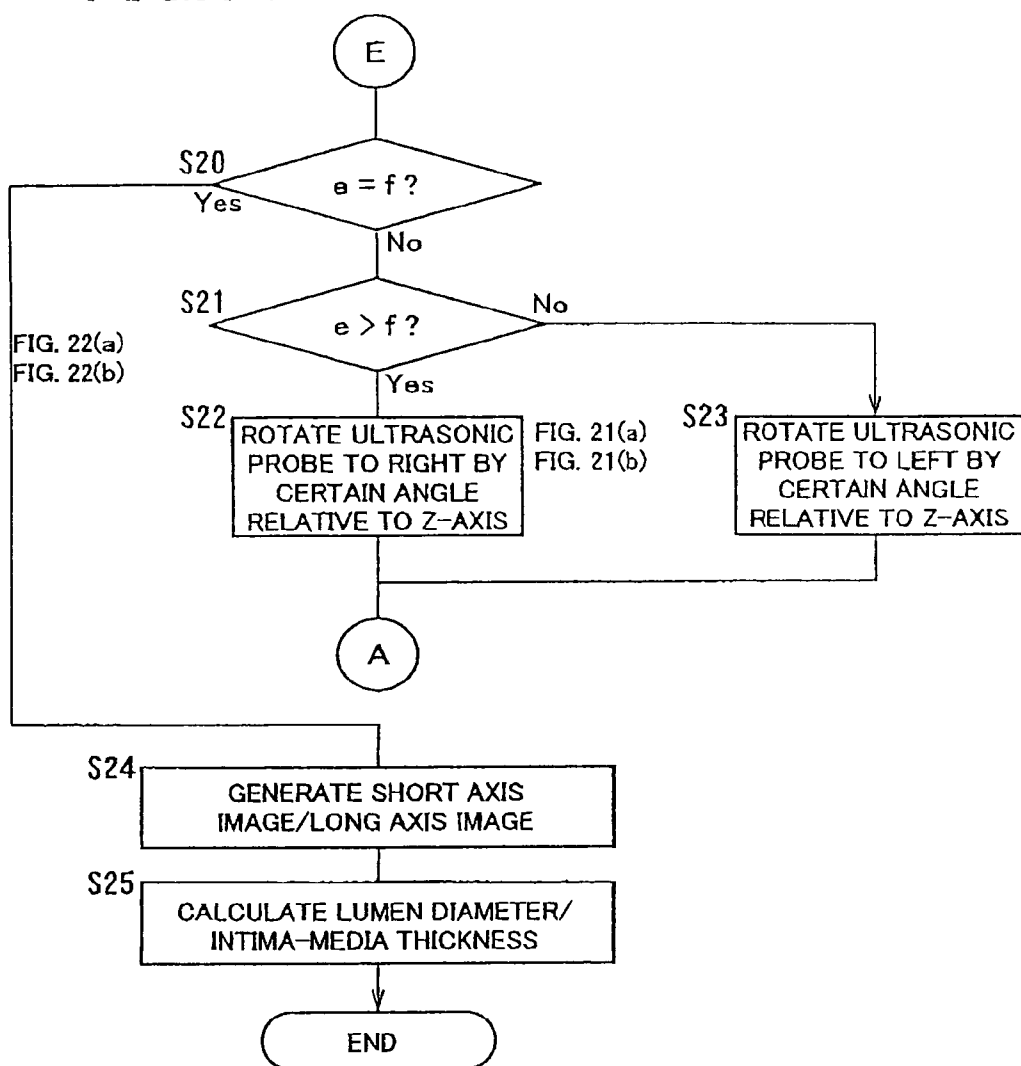 E
S20
e = f ?
Yes
No
S21
e > f ?
No
Yes
FIG. 22(a)
FIG. 22(b)
S22
ROTATE ULTRASONIC
PROBE TO RIGHT BY
CERTAIN ANGLE
RELATIVE TO Z-AXIS
FIG. 21(a)
FIG. 21(b)
S23
ROTATE ULTRASONIC
PROBE TO LEFT BY
CERTAIN ANGLE
RELATIVE TO Z-AXIS
A
S24
GENERATE SHORT AXIS
IMAGE/LONG AXIS IMAGE
S25
CALCULATE LUMEN DIAMETER/
INTIMA-MEDIA THICKNESS
END